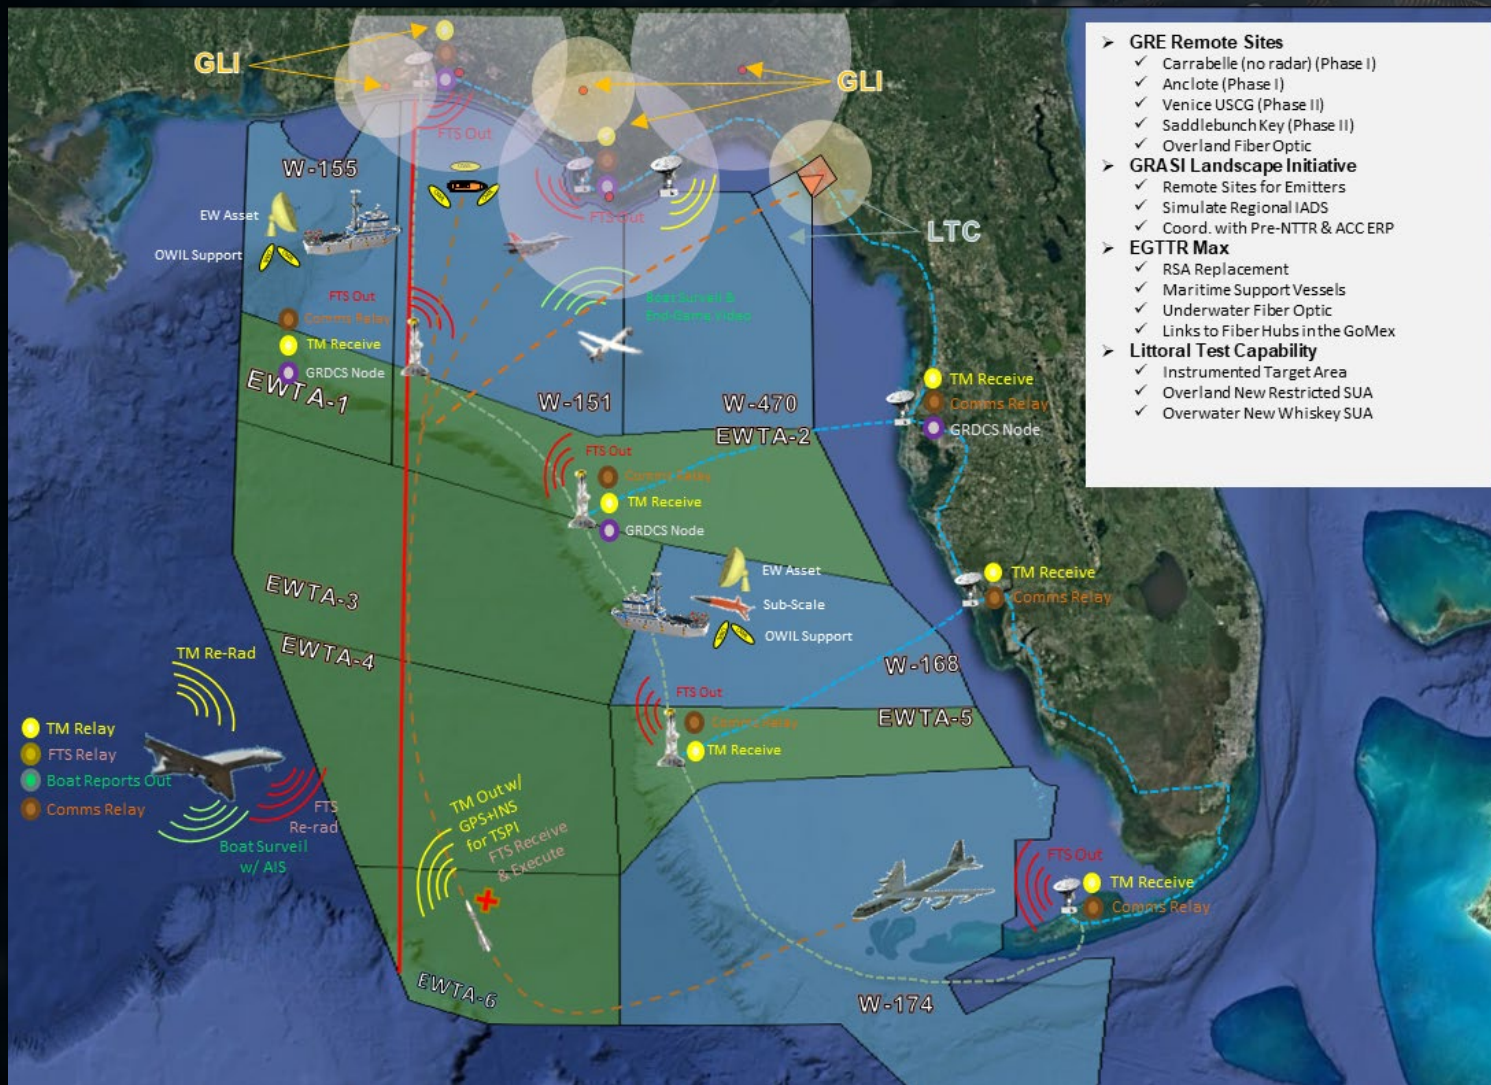 GLI
GLI
FTS Out
W-155
EW Asset
OWIL Support
FTS Out
FTS Out
LTC
Boat Surveil &
End-Game Video
FTS Out
Comms Relay
TM Receive
GRDCS Node
EWTA-1
W-151
W-470
EWTA-2
TM Receive
Comms Relay
GRDCS Node
FTS Out
Comms Relay
TM Receive
GRDCS Node
EW Asset
Sub-Scale
OWIL Support
TM Receive
Comms Relay
EWTA-3
EWTA-4
W-168
EWTA-5
FTS Out
Comms Relay
TM Receive
TM Re-Rad
TM Relay
FTS Relay
Boat Reports Out
Comms Relay
FTS
Re-rad
Boat Surveil
w/ AIS
TM Out w/
GPS+INS
for TSPI
FTS Receive
& Execute
FTS Out
TM Receive
Comms Relay
EWTA-6
W-174
➢ GRE Remote Sites
✓ Carrabelle (no radar) (Phase I)
✓ Anclote (Phase I)
✓ Venice USCG (Phase II)
✓ Saddlebunch Key (Phase II)
✓ Overland Fiber Optic
➢ GRASI Landscape Initiative
✓ Remote Sites for Emitters
✓ Simulate Regional IADS
✓ Coord. with Pre-NTTR & ACC ERP
➢ EGTTR Max
✓ RSA Replacement
✓ Maritime Support Vessels
✓ Underwater Fiber Optic
✓ Links to Fiber Hubs in the GoMex
➢ Littoral Test Capability
✓ Instrumented Target Area
✓ Overland New Restricted SUA
✓ Overwater New Whiskey SUA